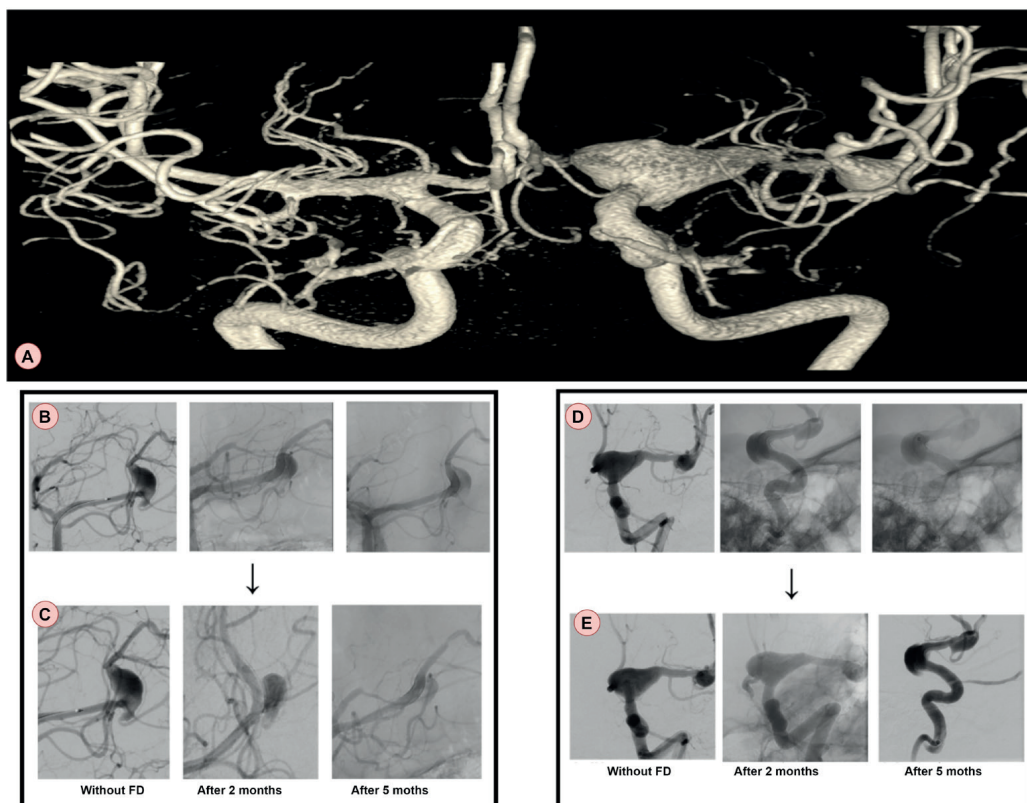 A
B
D
C
E
Without FD
After 2 months
After 5 moths
Without FD
After 2 months
After 5 moths